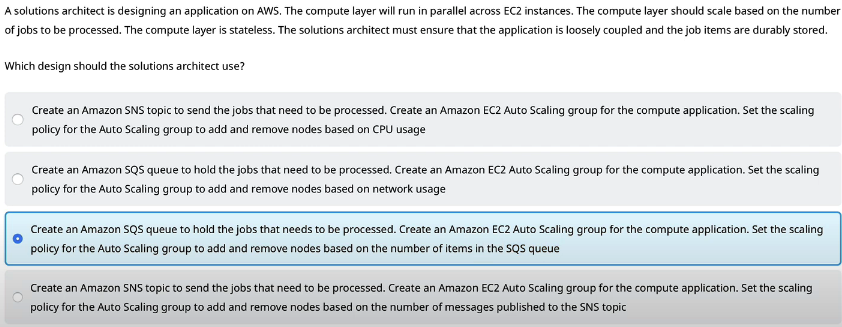 A solutions architect is designing an application on AWS. The compute layer will run in parallel across EC2 instances. The compute layer should scale based on the number
of jobs to be processed. The compute layer is stateless. The solutions architect must ensure that the application is loosely coupled and the job items are durably stored.
Which design should the solutions architect use?
Create an Amazon SNS topic to send the jobs that need to be processed. Create an Amazon EC2 Auto Scaling group for the compute application. Set the scaling
policy for the Auto Scaling group to add and remove nodes based on CPU usage
Create an Amazon SQS queue to hold the jobs that need to be processed. Create an Amazon EC2 Auto Scaling group for the compute application. Set the scaling
policy for the Auto Scaling group to add and remove nodes based on network usage
Create an Amazon SQS queue to hold the jobs that needs to be processed. Create an Amazon EC2 Auto Scaling group for the compute application. Set the scaling
policy for the Auto Scaling group to add and remove nodes based on the number of items in the SQS queue
Create an Amazon SNS topic to send the jobs that need to be processed. Create an Amazon EC2 Auto Scaling group for the compute application. Set the scaling
policy for the Auto Scaling group to add and remove nodes based on the number of messages published to the SNS topic